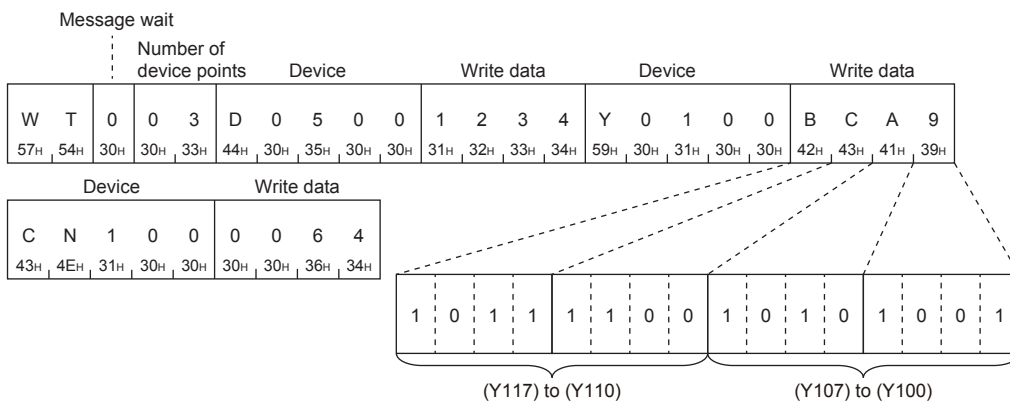 Message wait
Number of
device points Device Write data Device Write data
W T 0 0 3 D 0 5 0 0 1 2 3 4 Y 0 1 0 0 B C A 9
57H 54H 30H 30H 33H 44H 30H 35H 30H 30H 31H 32H 33H 34H 59H 30H 31H 30H 30H 42H 43H 41H 39H
Device Write data
C N 1 0 0 0 0 6 4
43H 4EH 31H 30H 30H 30H 30H 36H 34H
1 0 1 1 1 1 0 0 1 0 1 0 1 0 0 1
(Y117) to (Y110) (Y107) to (Y100)